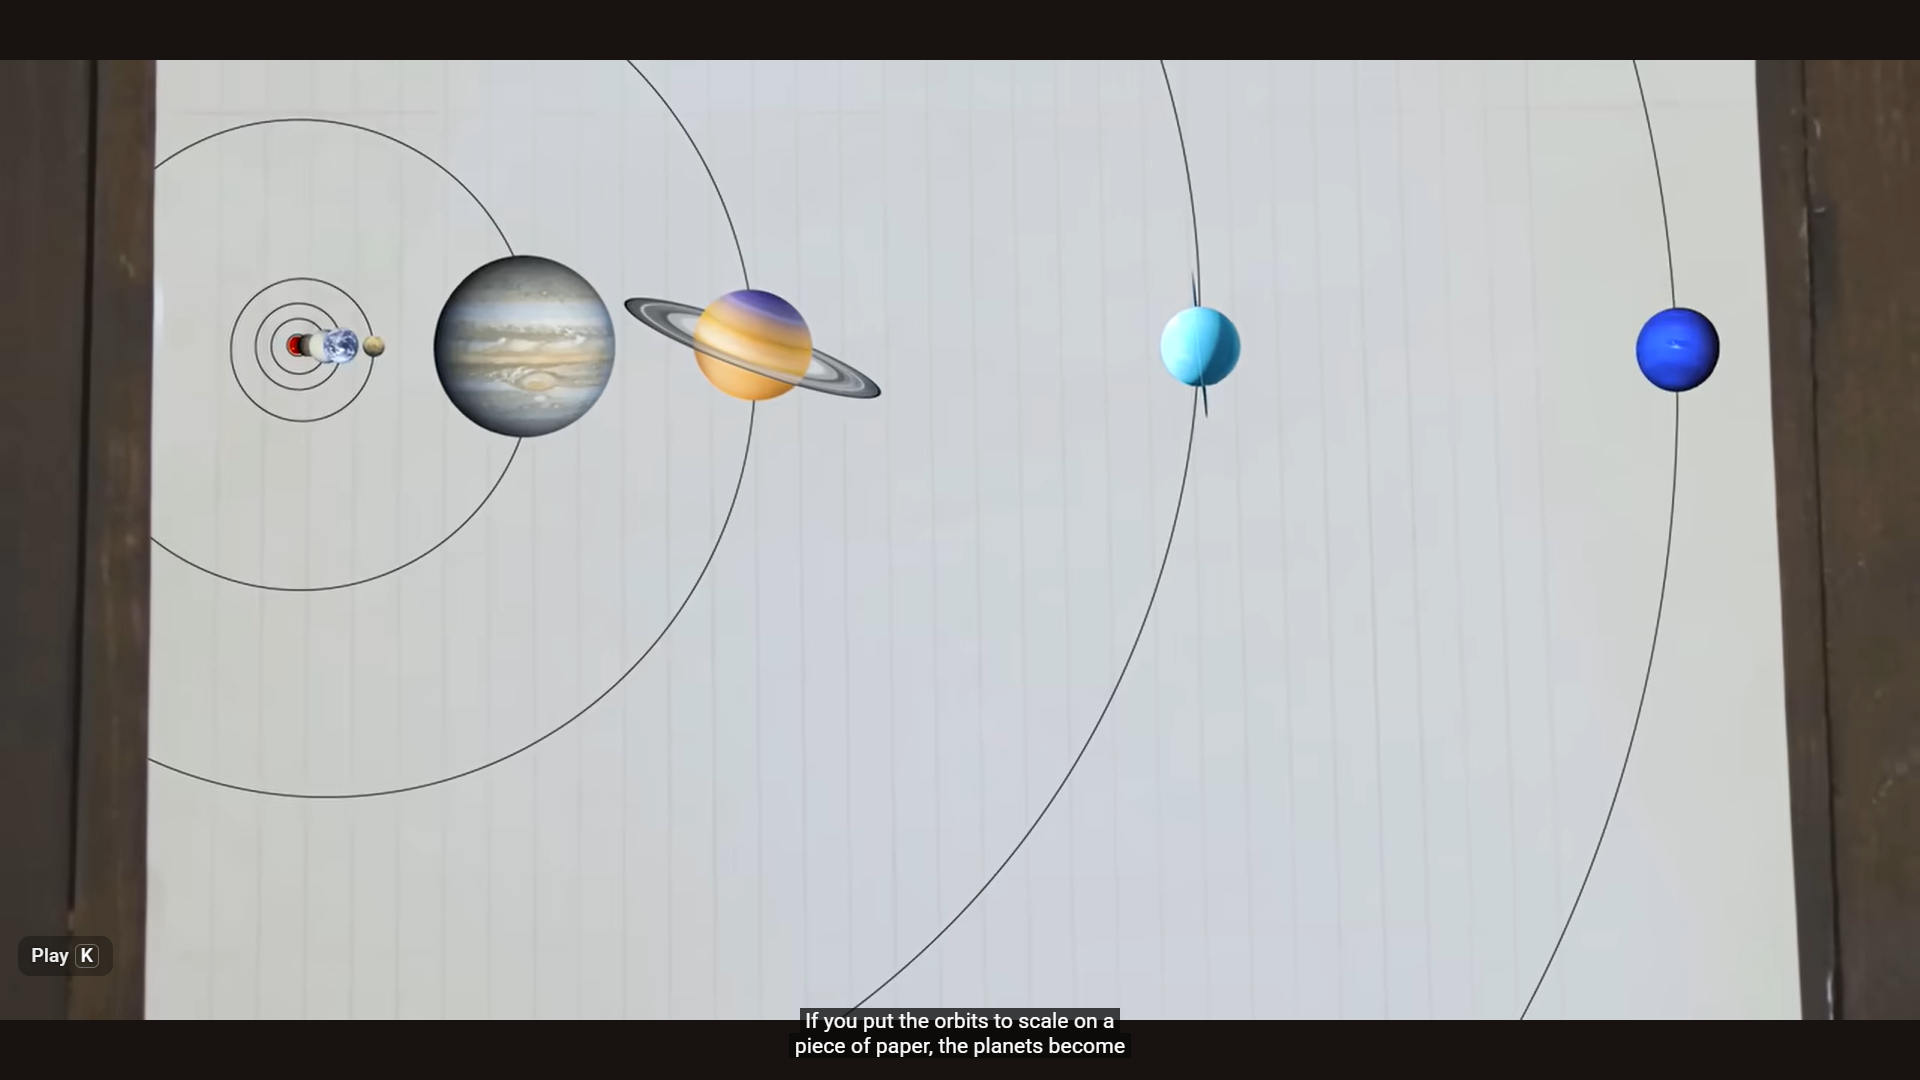 Play K
If you put the orbits to scale on a
piece of paper, the planets become